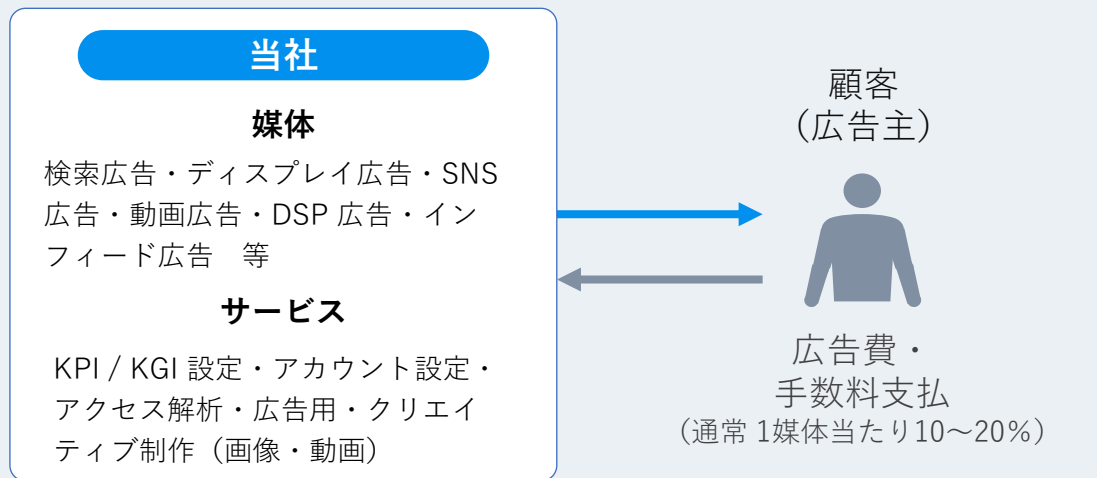 当社
媒体
検索広告・ディスプレイ広告・SNS
広告・動画広告・DSP 広告・イン
フィード広告　等
サービス
KPI / KGI 設定・アカウント設定・
アクセス解析・広告用・クリエイ
ティブ制作（画像・動画）
顧客
（広告主）
広告費・
手数料支払
（通常 1媒体当たり10〜20%）